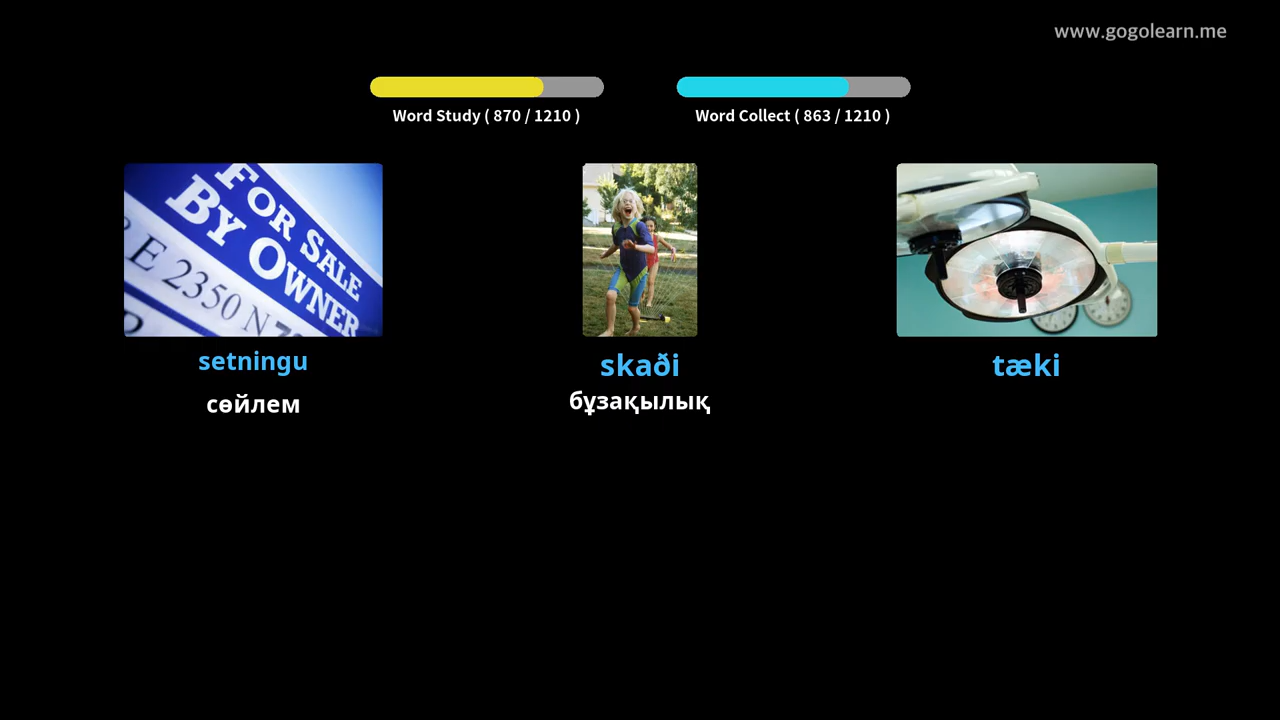 www.gogolearn.me
Word Study ( 870 / 1210 )
Word Collect ( 863 / 1210 )
FOR SALE
BY OWNER
E 2350 N
setningu
сөйлем
skaði
бұзақылық
tæki